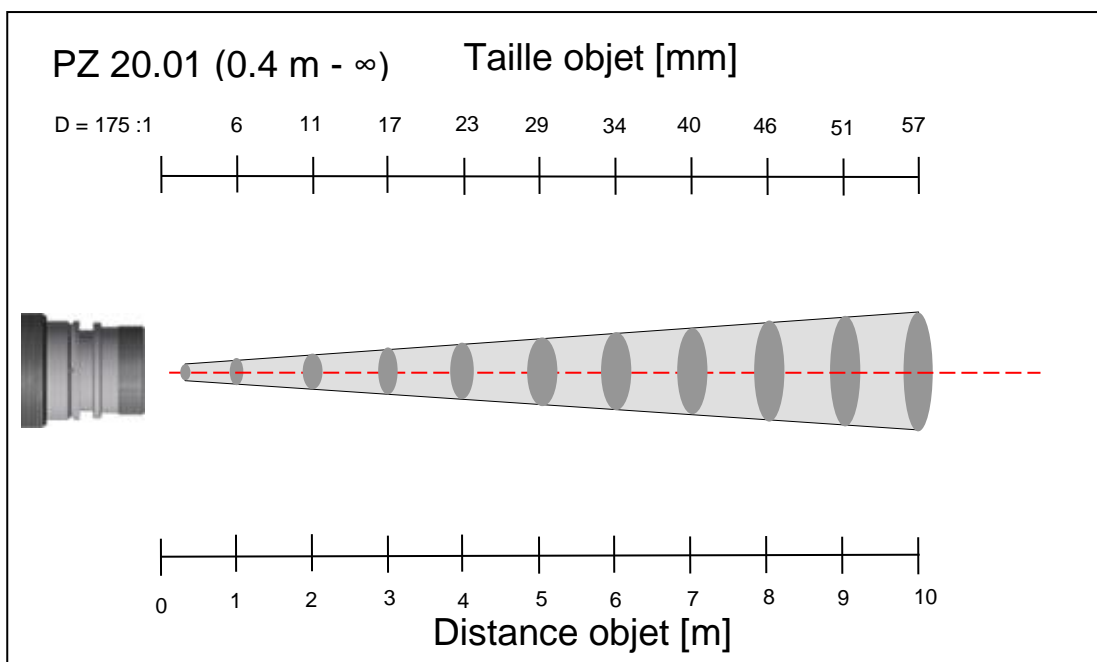 PZ 20.01 (0.4 m - ∞) Taille objet [mm]
D = 175 :1 6 11 17 23 29 34 40 46 51 57
0 1 2 3 4 5 6 7 8 9 10
Distance objet [m]